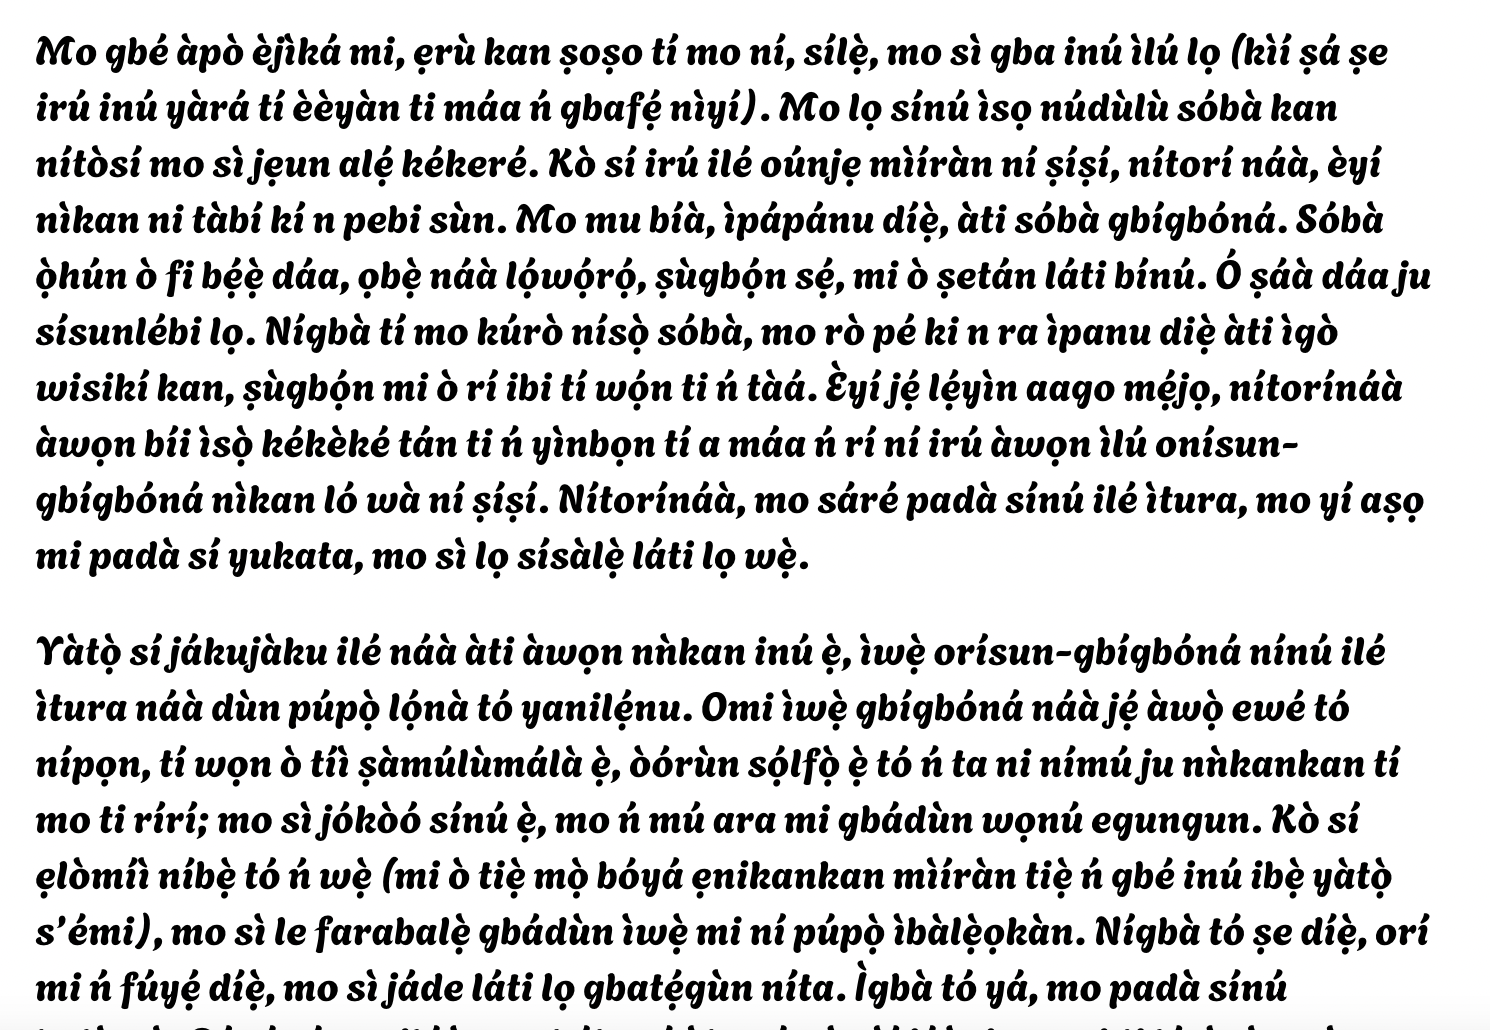 Mo gbé àpò èjìká mi, ẹrù kan ṣoṣo tí mo ní, sílẹ̀, mo sì gba inú ìlú lọ (kìí ṣá ṣe
irú inú yàrá tí èèyàn ti máa ń gbafẹ́ nìyí). Mo lọ sínú ìsọ núdùlù sóbà kan
nítòsí mo sì jẹun alẹ́ kékeré. Kò sí irú ilé oúnjẹ mìíràn ní ṣíṣí, nítorí náà, èyí
nìkan ni tàbí kí n pebi sùn. Mo mu bíà, ìpápánu díẹ̀, àti sóbà gbígbóná. Sóbà
ọ̀hún ò fi bẹ́ẹ̀ dáa, ọbẹ̀ náà lọ́wọ́rọ́, ṣùgbọ́n sẹ́, mi ò ṣetán láti bínú. Ó ṣáà dáa ju
sísunlébi lọ. Nígbà tí mo kúrò nísọ̀ sóbà, mo rò pé ki n ra ìpanu diẹ̀ àti ìgò
wisikí kan, ṣùgbọ́n mi ò rí ibi tí wọ́n ti ń tàá. Èyí jẹ́ lẹ́yìn aago mẹ́jọ, nítorínáà
àwọn bíi ìsọ̀ kékèké tán ti ń yìnbọn tí a máa ń rí ní irú àwọn ìlú onísun-
gbígbóná nìkan ló wà ní ṣíṣí. Nítorínáà, mo sáré padà sínú ilé ìtura, mo yí aṣọ
mi padà sí yukata, mo sì lọ sísàlẹ̀ láti lọ wẹ̀.
Yàtọ̀ sí jákujàku ilé náà àti àwọn nǹkan inú ẹ̀, ìwẹ̀ orísun-gbígbóná nínú ilé
ìtura náà dùn púpọ̀ lọ́nà tó yanilẹ́nu. Omi ìwẹ̀ gbígbóná náà jẹ́ àwọ̀ ewé tó
nípọn, tí wọn ò tíì ṣàmúlùmálà ẹ̀, òórùn sọ́lfọ̀ ẹ̀ tó ń ta ni nímú ju nǹkankan tí
mo ti rírí; mo sì jókòó sínú ẹ̀, mo ń mú ara mi gbádùn wọnú egungun. Kò sí
ẹlòmíì níbẹ̀ tó ń wẹ̀ (mi ò tiẹ̀ mọ̀ bóyá ẹnikankan mìíràn tiẹ̀ ń gbé inú ibẹ̀ yàtọ̀
s’émi), mo sì le farabalẹ̀ gbádùn ìwẹ̀ mi ní púpọ̀ ìbàlẹ̀ọkàn. Nígbà tó ṣe díẹ̀, orí
mi ń fúyẹ́ díẹ̀, mo sì jáde láti lọ gbatẹ́gùn níta. Ìgbà tó yá, mo padà sínú